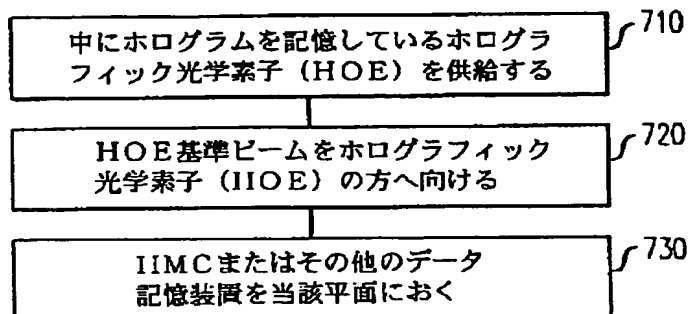 中にホログラムを記憶しているホログラ
フィック光学素子（HOE）を供給する
710
HOE基準ビームをホログラフィック
光学素子（IIOE）の方へ向ける
720
IIMCまたはその他のデータ
記憶装置を当該平面におく
730